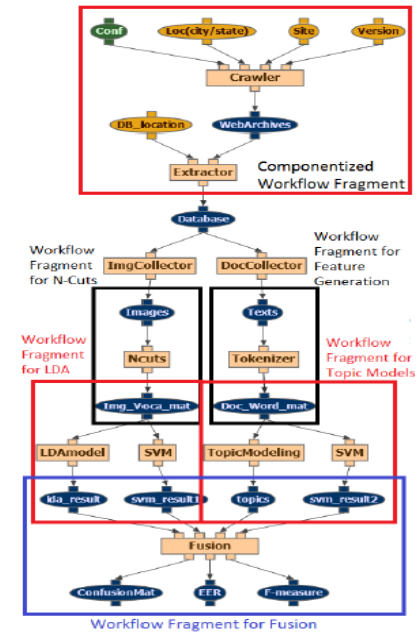 Conf
Loc(city/state)
Site
Version
Crawler
DB_location
WebArchives
Extractor
Componentized
Workflow Fragment
Database
Workflow
Fragment
for N-Cuts
ImgCollector
DocCollector
Workflow
Fragment for
Feature
Generation
Images
Texts
Workflow
Fragment
for LDA
Ncuts
Tokenizer
Workflow
Fragment for
Topic Models
Img_Voca_mat
Doc_Word_mat
LDAmodel
SVM
TopicModeling
SVM
lda_result
svm_result1
topics
svm_result2
Fusion
ConfusionMat
EER
F-measure
Workflow Fragment for Fusion